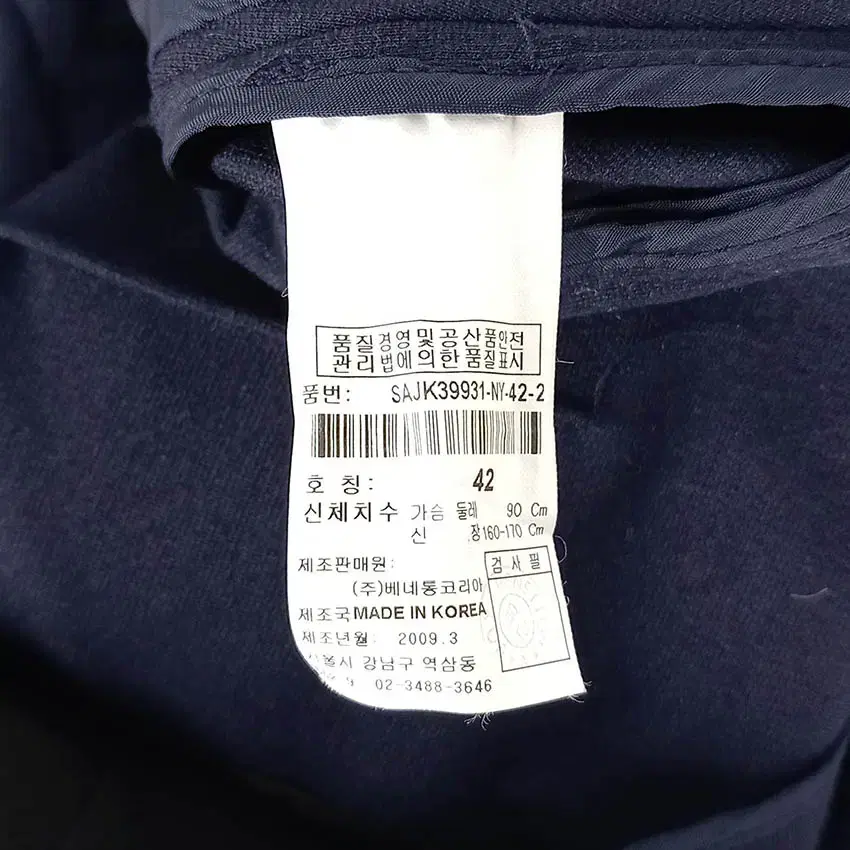 품질경영및공산품안전
관리법에의한품질표시
품번: SAJK39931-NY-42-2
호 칭: 42
신체치수 가슴 둘레 90 Cm
신 장160-170 Cm
제조판매원: 검 사 필
(주)베네통코리아
제조국MADE IN KOREA
제조년월: 2009.3
강남구 역삼동
9 02-3488-3646